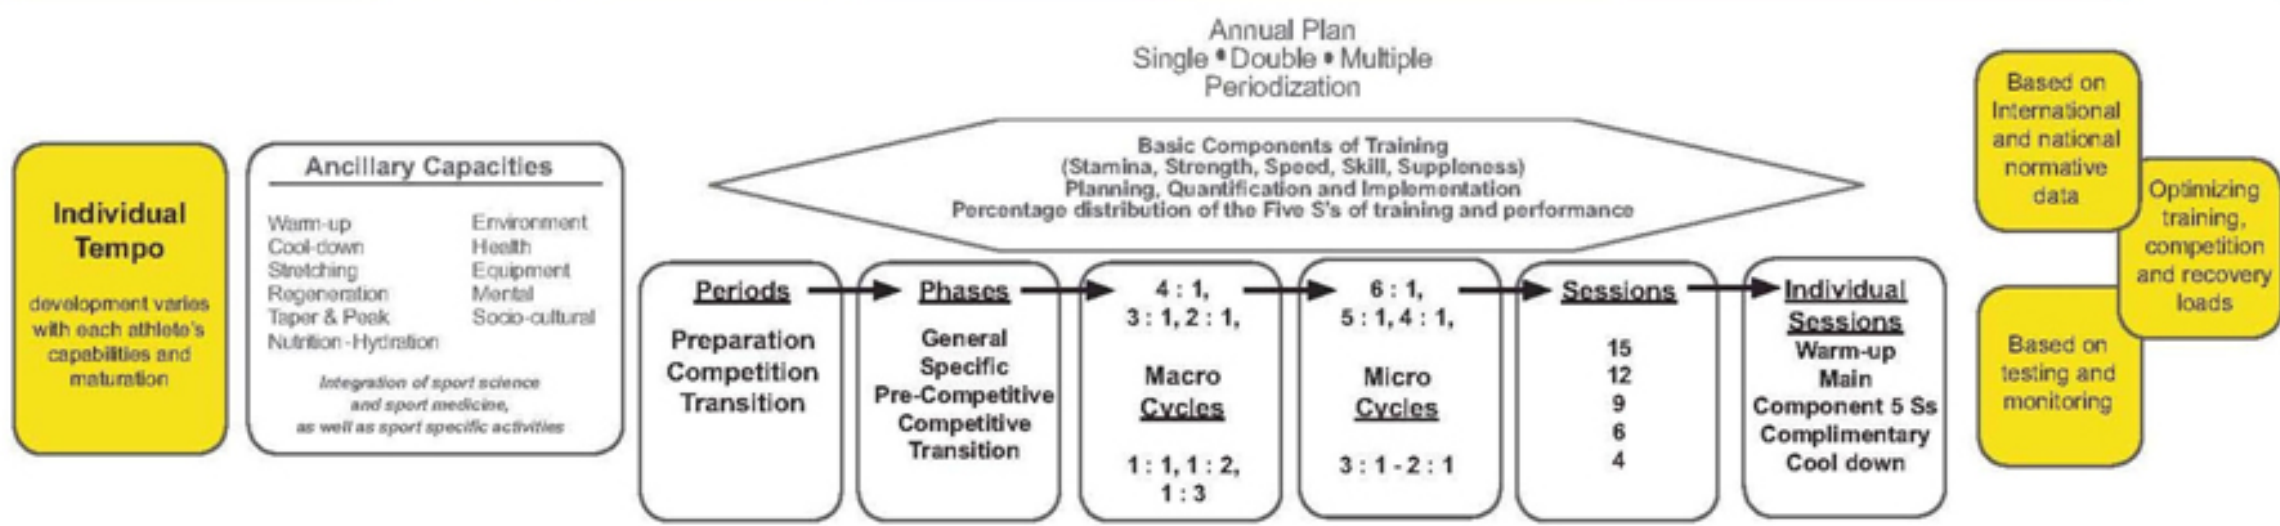 Annual Plan
Single • Double • Multiple
Periodization
Individual
Tempo
development varies
with each athlete's
capabilities and
maturation
Ancillary Capacities
Warm-up
Cool-down
Stretching
Regeneration
Taper & Peak
Nutrition-Hydration
Environment
Health
Equipment
Mental
Socio-cultural
Integration of sport science
and sport medicine,
as well as sport specific activities
Basic Components of Training
(Stamina, Strength, Speed, Skill, Suppleness)
Planning, Quantification and Implementation
Percentage distribution of the Five S's of training and performance
Periods
Preparation
Competition
Transition
Phases
General
Specific
Pre-Competitive
Competitive
Transition
4 : 1,
3 : 1, 2 : 1,
Macro
Cycles
1 : 1, 1 : 2,
1 : 3
6 : 1,
5 : 1, 4 : 1,
Micro
Cycles
3 : 1 - 2 : 1
Sessions
15
12
9
6
4
Individual
Sessions
Warm-up
Main
Component 5 Ss
Complimentary
Cool down
Based on
International
and national
normative
data
Optimizing
training,
competition
and recovery
loads
Based on
testing and
monitoring